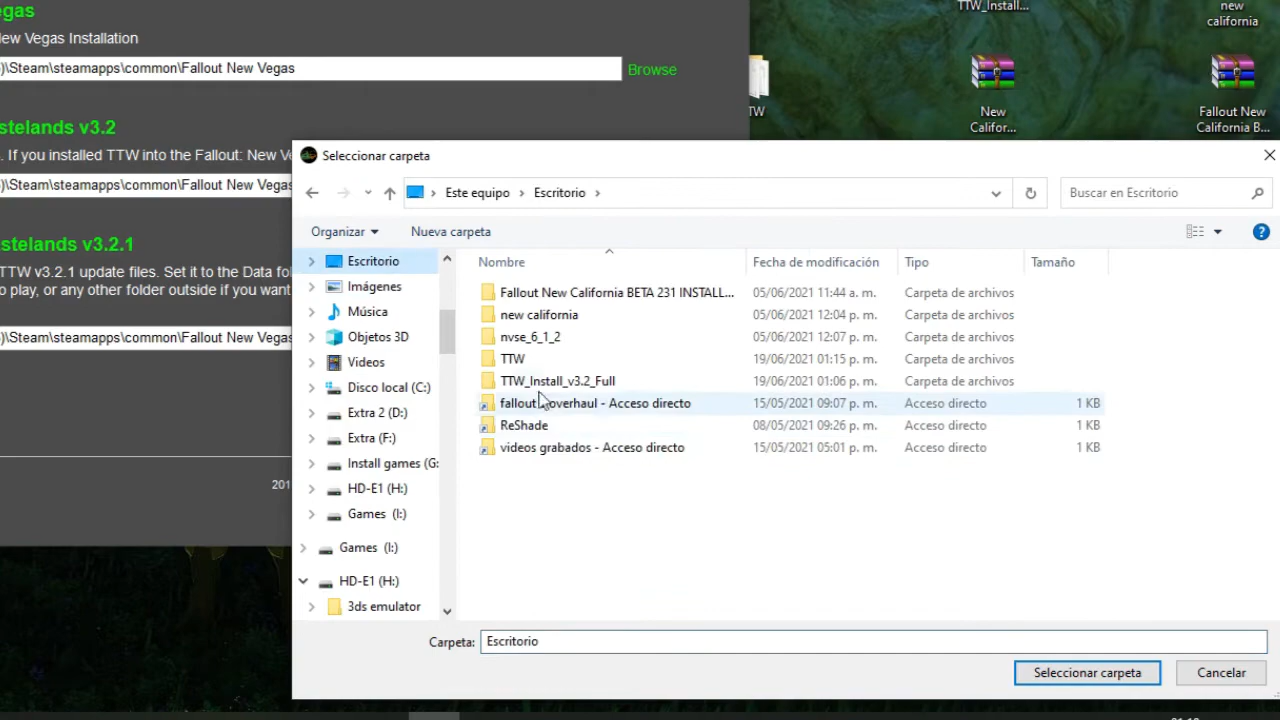 egas
New Vegas Installation
)\Steam\steamapps\common\Fallout New Vegas
Browse
stelands v3.2
. If you installed TTW into the Fallout: New Ve
)\Steam\steamapps\common\Fallout New Vegas
stelands v3.2.1
TTW v3.2.1 update files. Set it to the Data fol
o play, or any other folder outside if you want
)\Steam\steamapps\common\Fallout New Vegas
201
TTW_Install...
new
california
TW
New
Califor...
Fallout New
California B...
Seleccionar carpeta
Este equipo > Escritorio >
Buscar en Escritorio
Organizar
Nueva carpeta
Nombre Fecha de modificación Tipo Tamaño
Escritorio
Imágenes
Música
Objetos 3D
Videos
Disco local (C:)
Extra 2 (D:)
Extra (F:)
Install games (G:
HD-E1 (H:)
Games (I:)
Games (I:)
HD-E1 (H:)
3ds emulator
Fallout New California BETA 231 INSTALL... 05/06/2021 11:44 a. m. Carpeta de archivos
new california 05/06/2021 12:04 p. m. Carpeta de archivos
nvse_6_1_2 05/06/2021 12:07 p. m. Carpeta de archivos
TTW 19/06/2021 01:15 p. m. Carpeta de archivos
TTW_Install_v3.2_Full 19/06/2021 01:06 p. m. Carpeta de archivos
fallout overhaul - Acceso directo 15/05/2021 09:07 p. m. Acceso directo 1 KB
ReShade 08/05/2021 09:26 p. m. Acceso directo 1 KB
videos grabados - Acceso directo 15/05/2021 05:01 p. m. Acceso directo 1 KB
Carpeta: Escritorio
Seleccionar carpeta
Cancelar